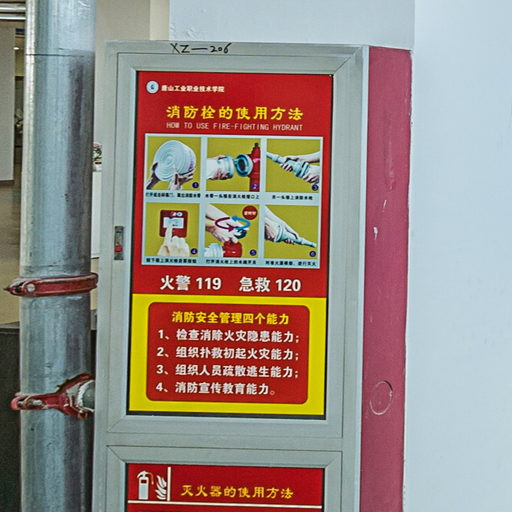 XZ—206
唐山工业职业技术学院
消防栓的使用方法
HOW TO USE FIRE-FIGHTING HYDRANT
火警 119 急救 120
消防安全管理四个能力
1、检查消除火灾隐患能力；
2、组织扑救初起火灾能力；
3、组织人员疏散逃生能力；
4、消防宣传教育能力。
灭火器的使用方法